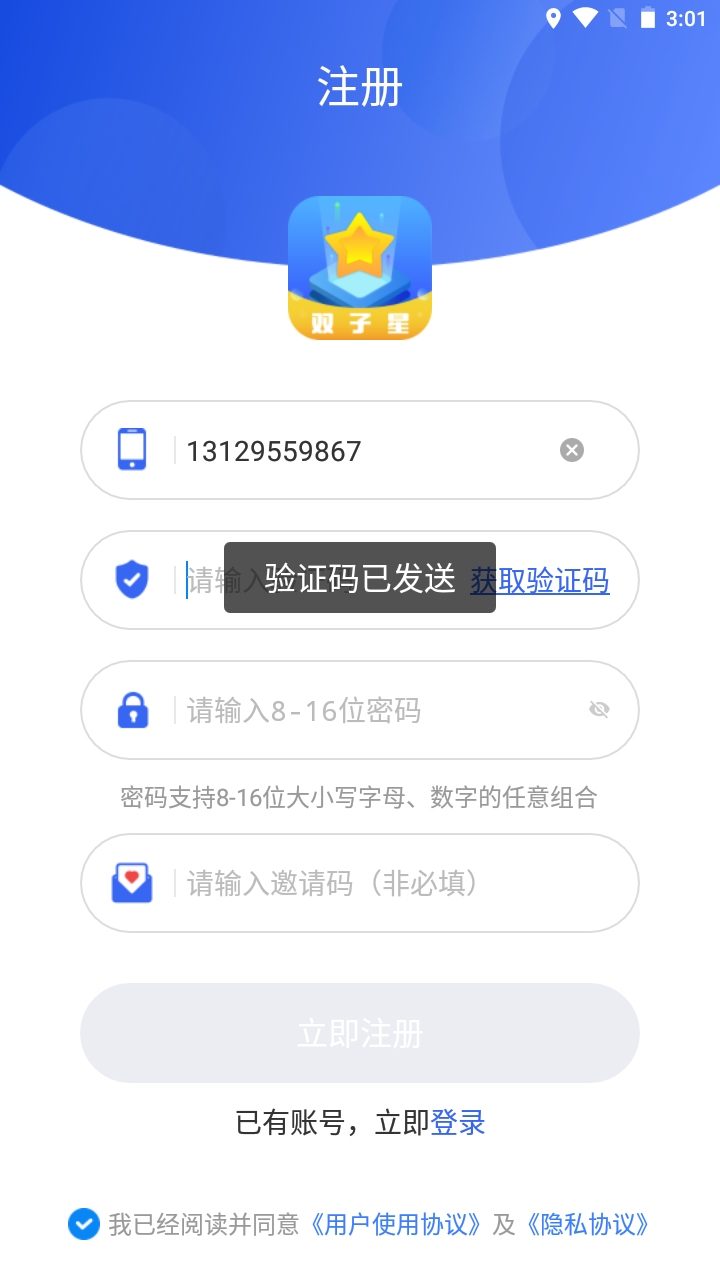 3:01
注册
双子星
13129559867
请输入
验证码已发送
获取验证码
请输入8-16位密码
密码支持8-16位大小写字母、数字的任意组合
请输入邀请码（非必填）
立即注册
已有账号，立即登录
我已经阅读并同意《用户使用协议》及《隐私协议》